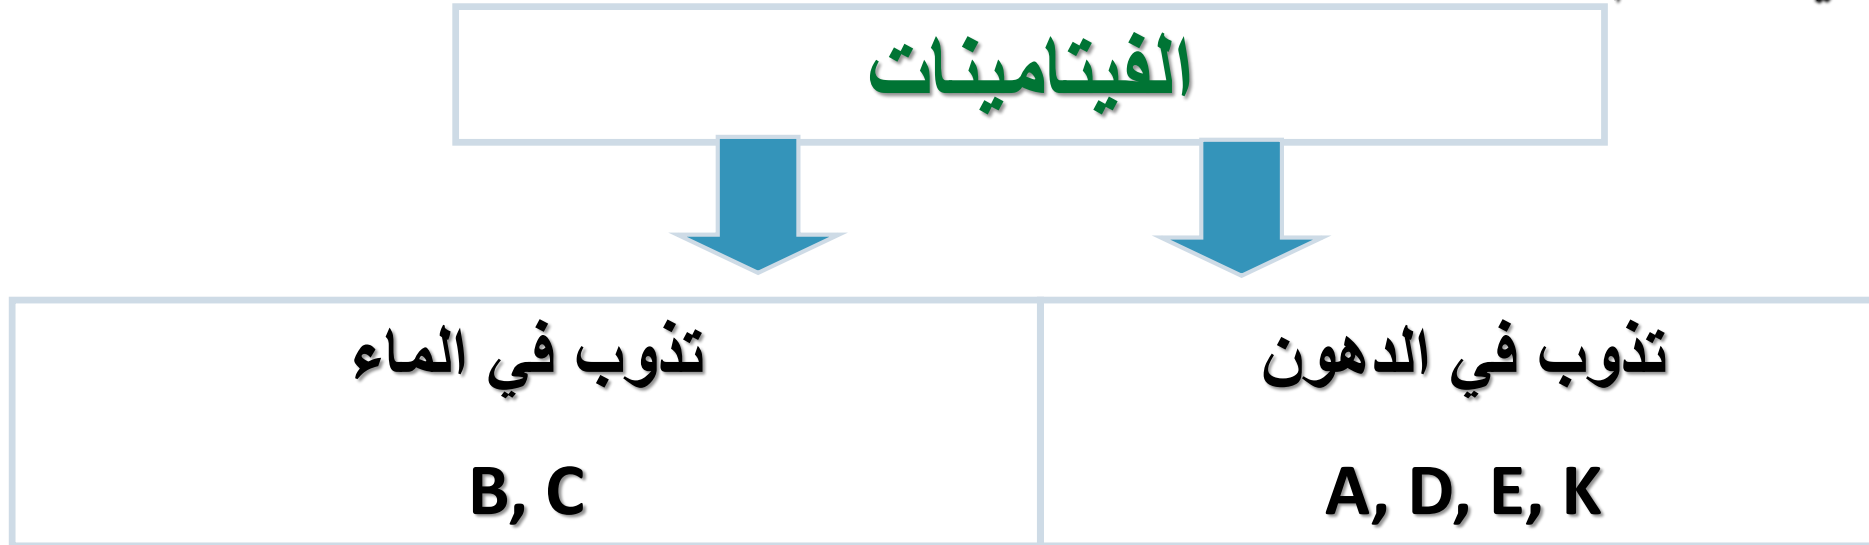 الفيتامينات
تذوب في الدهون
A, D, E, K
تذوب في الماء
B, C